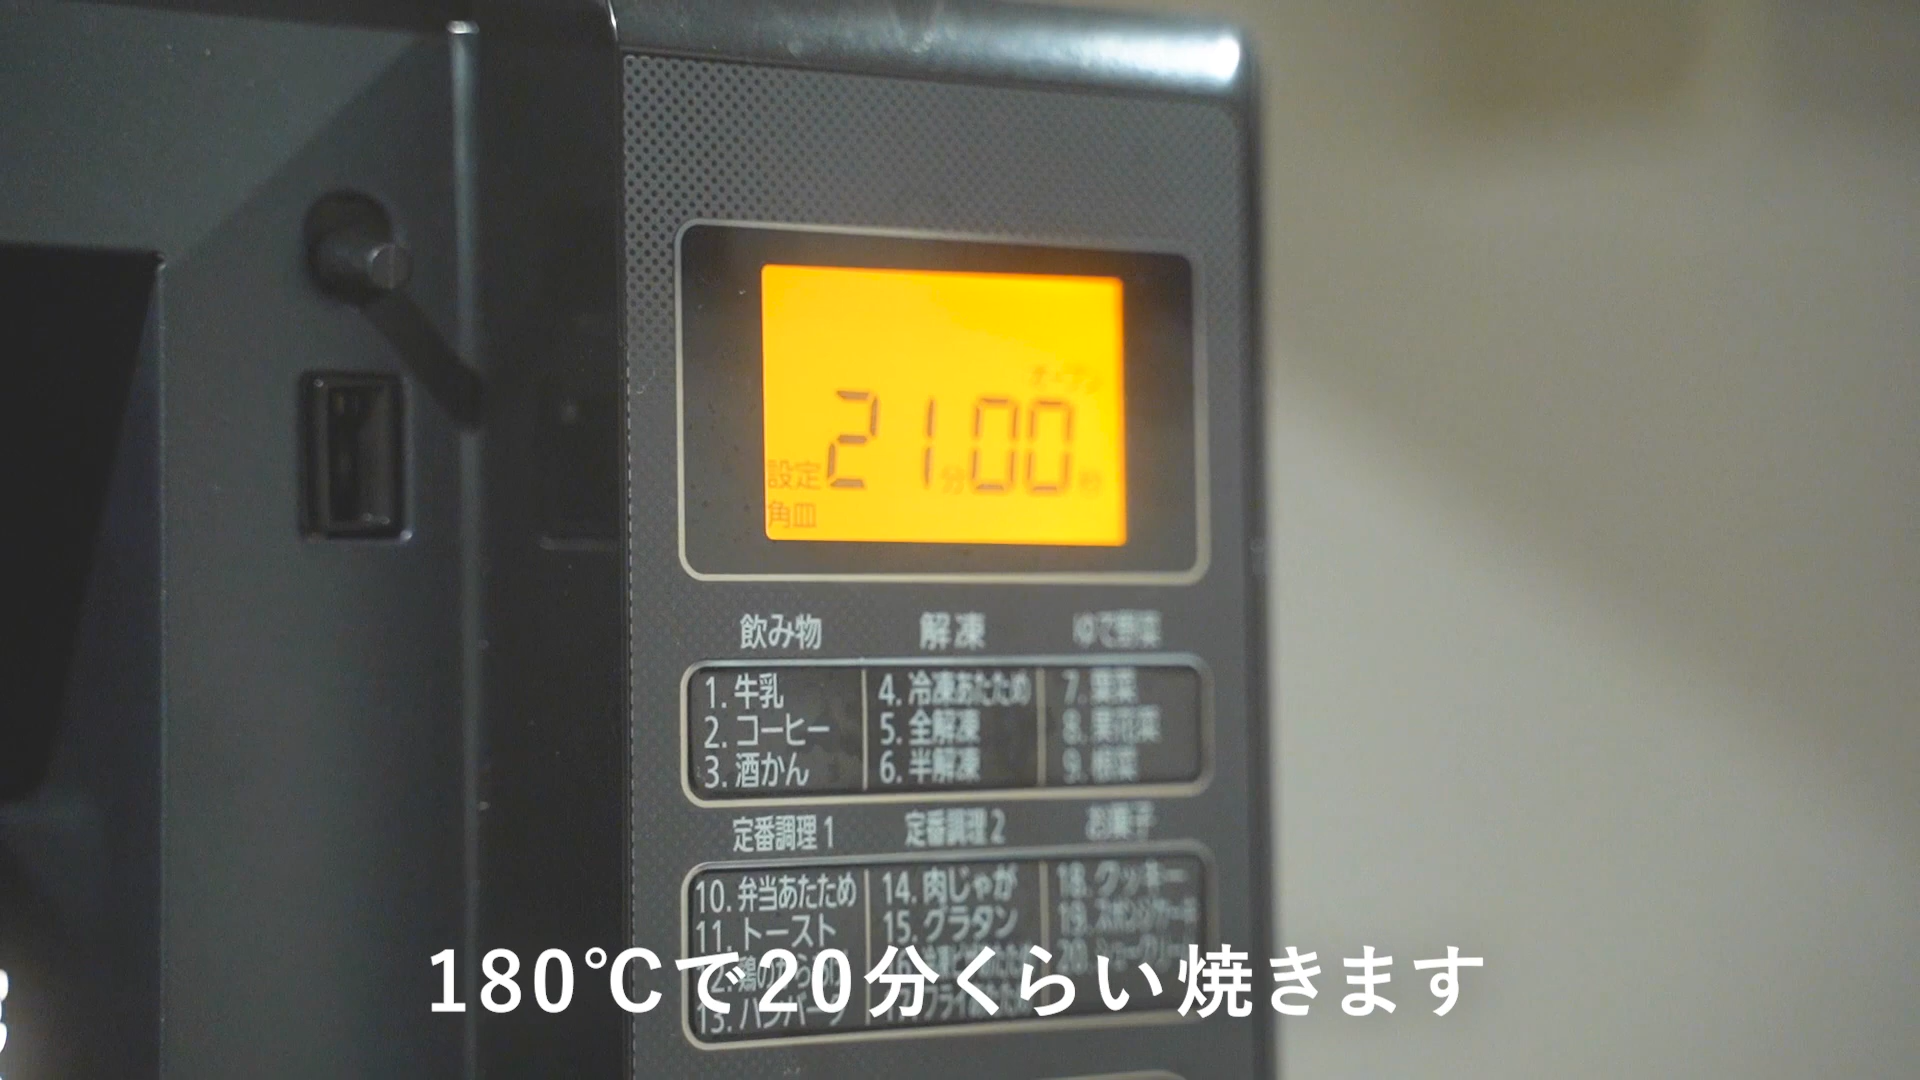 オーブン
21分00秒
設定
角皿
飲み物 解凍 ゆで野菜
1. 牛乳 4. 冷凍あたため 7. 葉菜
2. コーヒー 5. 全解凍 8. 果花菜
3. 酒かん 6. 半解凍 9. 根菜
定番調理1 定番調理2 お菓子
10. 弁当あたため 14. 肉じゃが 18. クッキー
11. トースト 15. グラタン 19. スポンジケーキ
12. 鶏のから
13. ハンバーグ
180℃で20分くらい焼きます